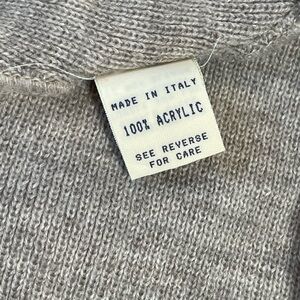 MADE IN ITALY
100% ACRYLIC
SEE REVERSE
FOR CARE